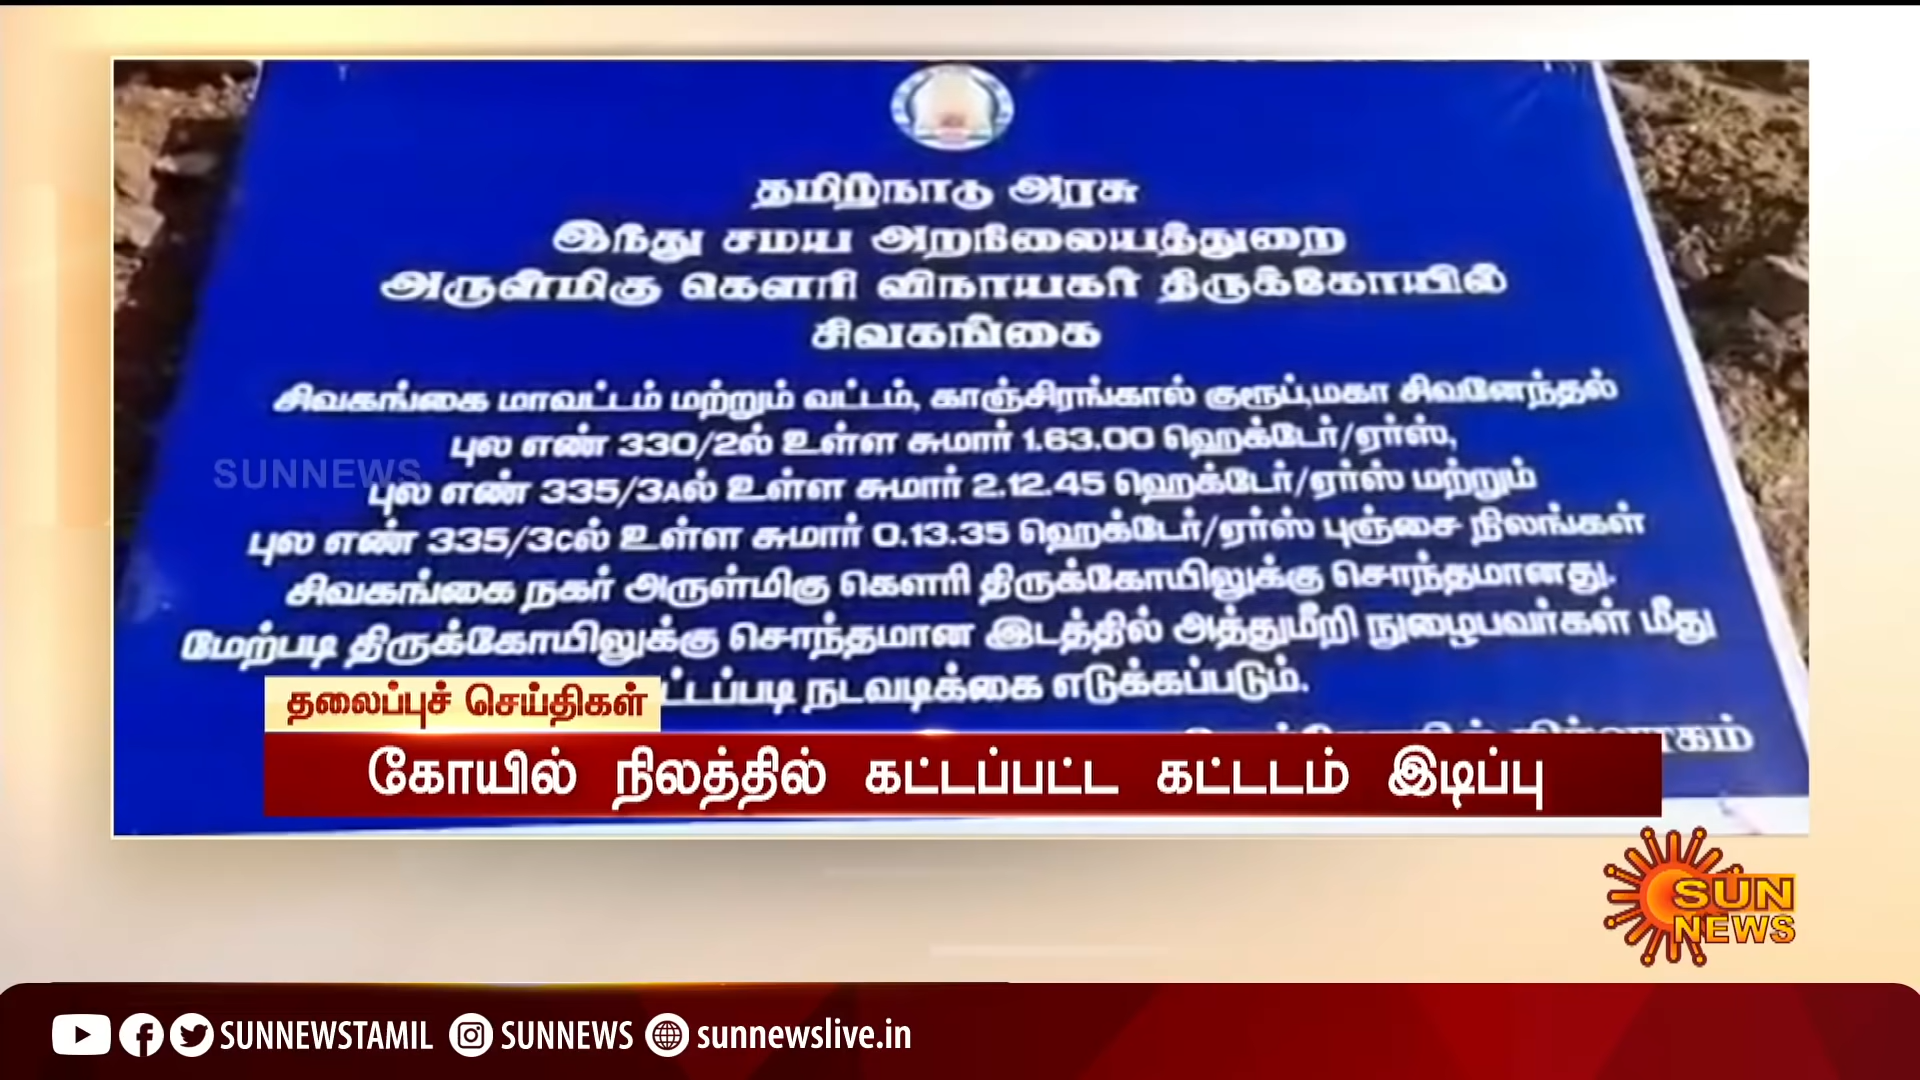 தமிழ்நாடு அரசு
இந்து சமய அறநிலையத்துறை
அருள்மிகு கௌரி விநாயகர் திருக்கோயில்
சிவகங்கை
சிவகங்கை மாவட்டம் மற்றும் வட்டம், காஞ்சிரங்கால் குரூப்,மகா சிவனேந்தல்
புல எண் 330/2ல் உள்ள சுமார் 1.63.00 ஹெக்டேர்/ஏர்ஸ்,
SUNNEWS
புல எண் 335/3Aல் உள்ள சுமார் 2.12.45 ஹெக்டேர்/ஏர்ஸ் மற்றும்
புல எண் 335/3Cல் உள்ள சுமார் 0.13.35 ஹெக்டேர்/ஏர்ஸ் புஞ்சை நிலங்கள்
சிவகங்கை நகர் அருள்மிகு கௌரி திருக்கோயிலுக்கு சொந்தமானது.
மேற்படி திருக்கோயிலுக்கு சொந்தமான இடத்தில் அத்துமீறி நுழைபவர்கள் மீது
நடவடிக்கை எடுக்கப்படும்.
தலைப்புச் செய்திகள்
கோயில் நிலத்தில் கட்டப்பட்ட கட்டடம் இடிப்பு
SUN
NEWS
SUNNEWSTAMIL SUNNEWS sunnewslive.in